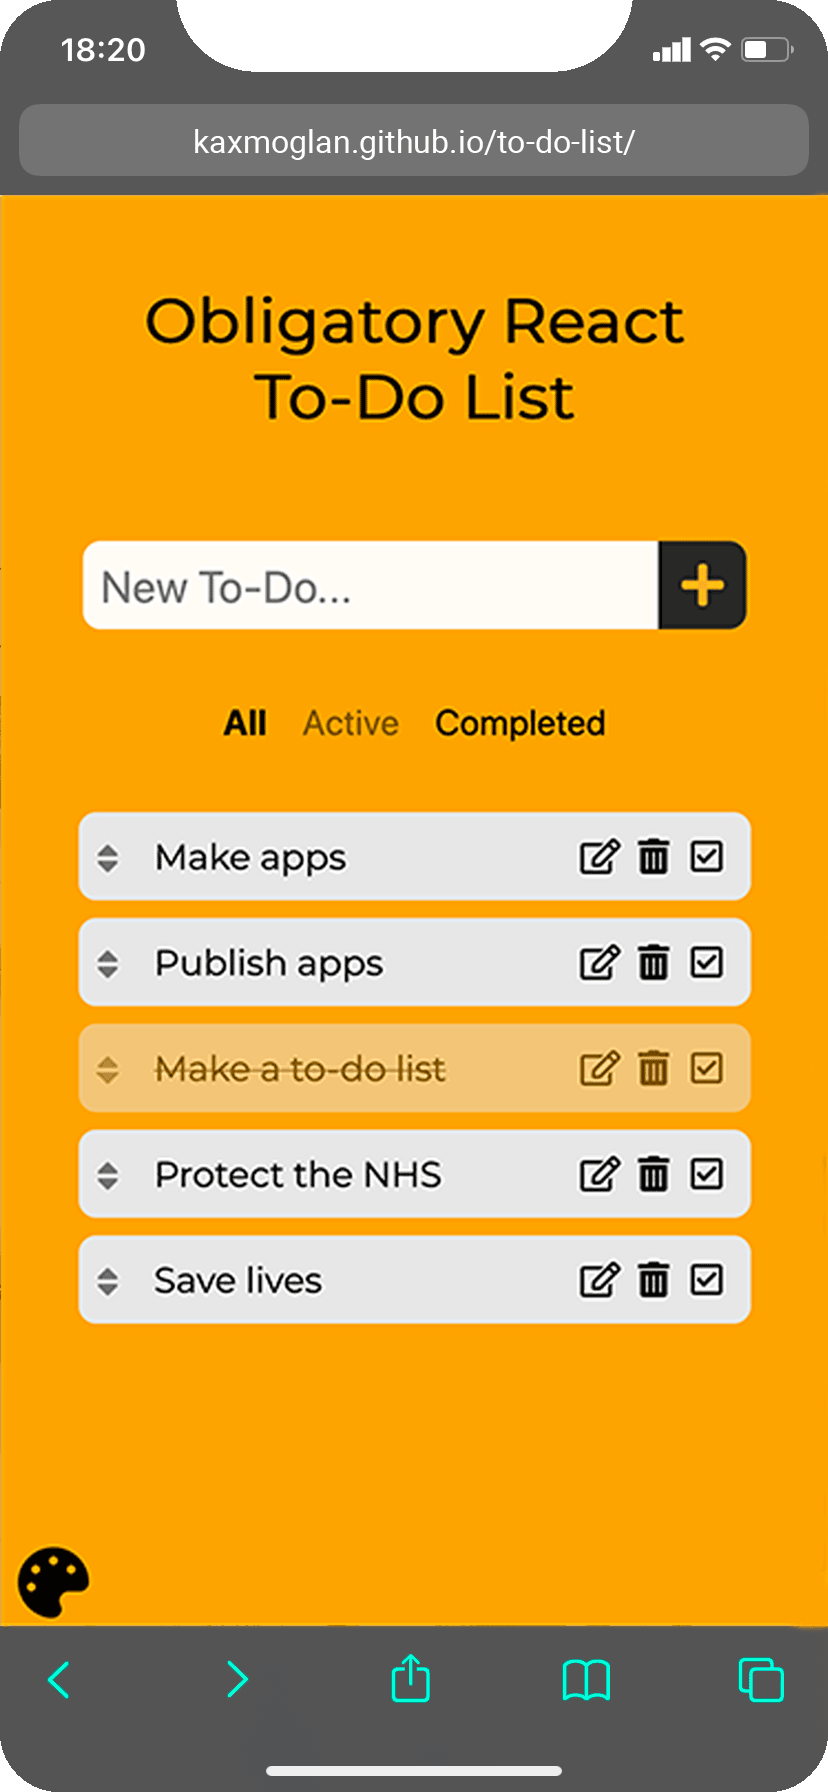 18:20
kaxmoglan.github.io/to-do-list/
Obligatory React
To-Do List
New To-Do...
All Active Completed
Make apps
Publish apps
Make a to-do list
Protect the NHS
Save lives